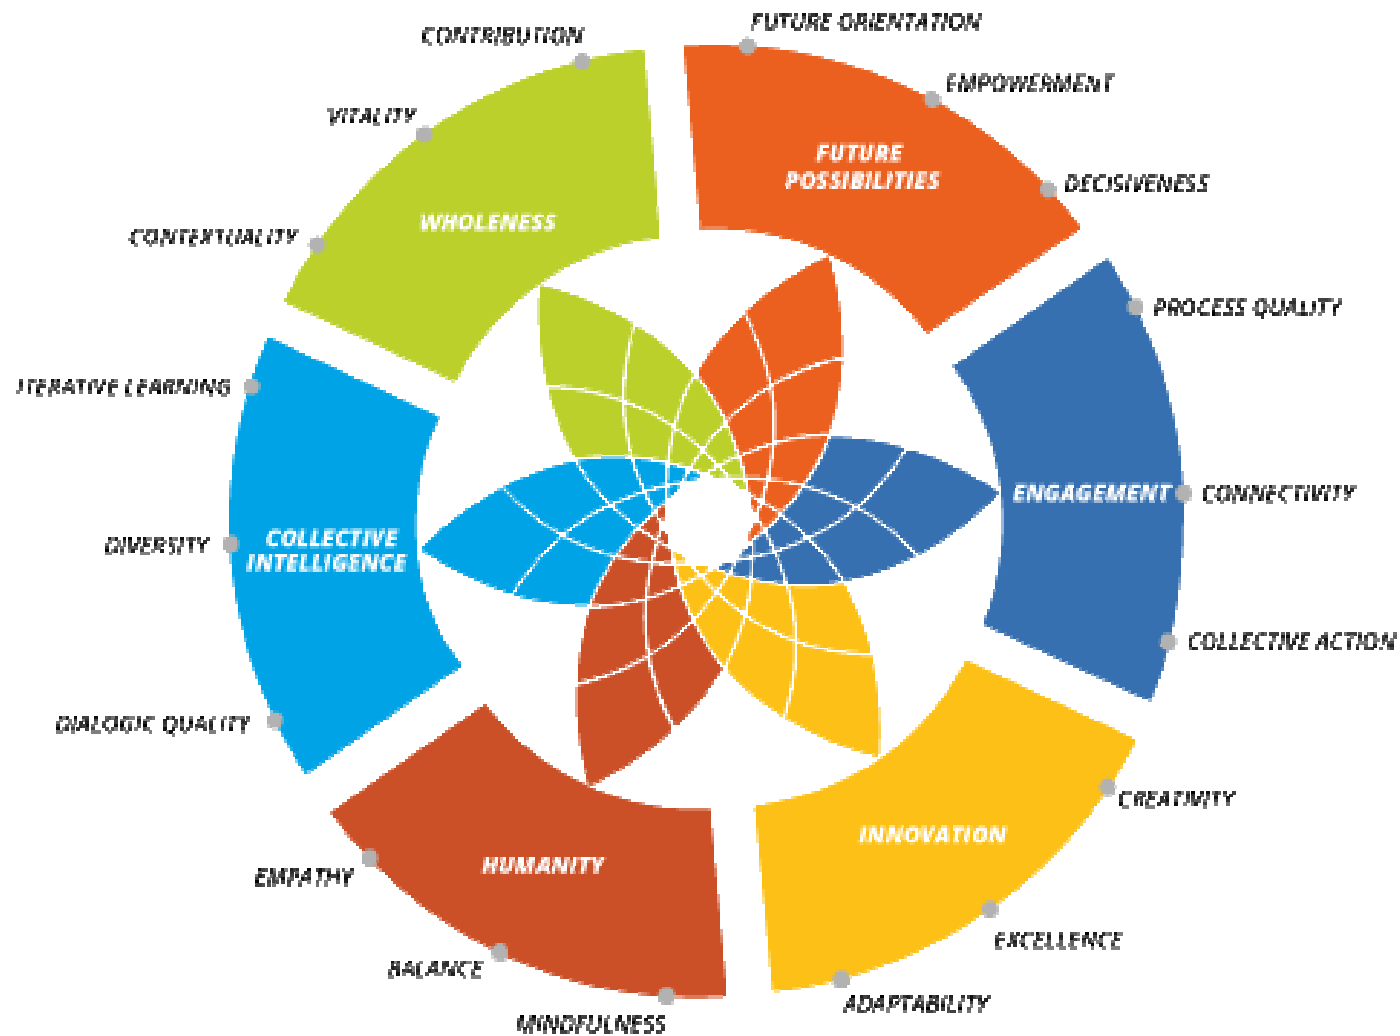 FUTURE ORIENTATION
CONTRIBUTION
EMPOWERMENT
VITALITY
FUTURE
POSSIBILITIES
DECISIVENESS
WHOLENESS
CONTEXTUALITY
PROCESS QUALITY
ITERATIVE LEARNING
ENGAGEMENT
CONNECTIVITY
DIVERSITY
COLLECTIVE
INTELLIGENCE
COLLECTIVE ACTION
DIALOGIC QUALITY
CREATIVITY
INNOVATION
HUMANITY
EMPATHY
EXCELLENCE
BALANCE
ADAPTABILITY
MINDFULNESS